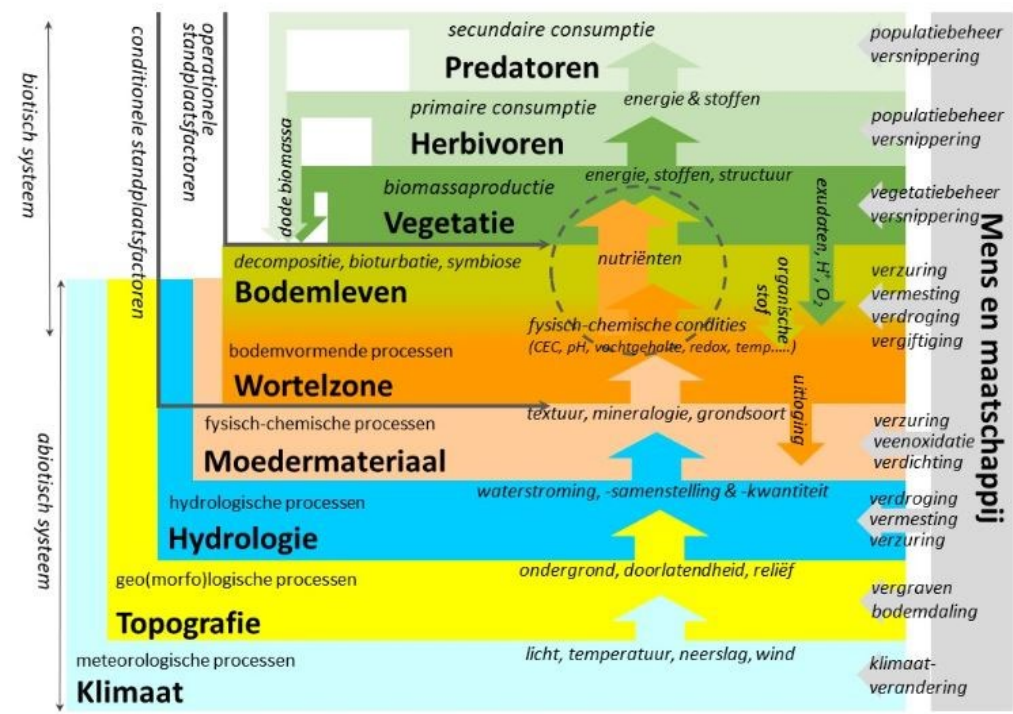 biotisch systeem
abiotisch systeem
conditionele standplaatsfactoren
operationele
standplaatsfactoren
dode biomassa
secundaire consumptie
Predatoren
energie & stoffen
primaire consumptie
Herbivoren
energie, stoffen, structuur
biomassaproductie
Vegetatie
exudaten, H⁺, O₂
decompositie, bioturbatie, symbiose
nutriënten
Bodemleven
organische
stof
fysisch-chemische condities
(CEC, pH, vochtgehalte, redox, temp.....)
bodemvormende processen
Wortelzone
textuur, mineralogie, grondsoort
uitloging
fysisch-chemische processen
Moedermateriaal
waterstroming, -samenstelling & -kwantiteit
hydrologische processen
Hydrologie
ondergrond, doorlatendheid, reliëf
geo(morfo)logische processen
Topografie
licht, temperatuur, neerslag, wind
meteorologische processen
Klimaat
populatiebeheer
versnippering
populatiebeheer
versnippering
vegetatiebeheer
versnippering
verzuring
vermesting
verdroging
vergiftiging
verzuring
veenoxidatie
verdichting
verdroging
vermesting
verzuring
vergraven
bodemdaling
klimaat-
verandering
Mens en maatschappij